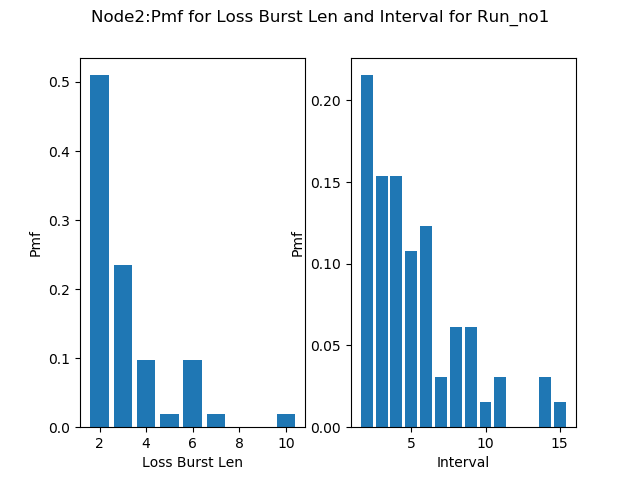 Node2:Pmf for Loss Burst Len and Interval for Run_no1
0.5
0.4
0.3
0.2
0.1
0.0
Pmf
2 4 6 8 10
Loss Burst Len
0.20
0.15
0.10
0.05
0.00
Pmf
5 10 15
Interval